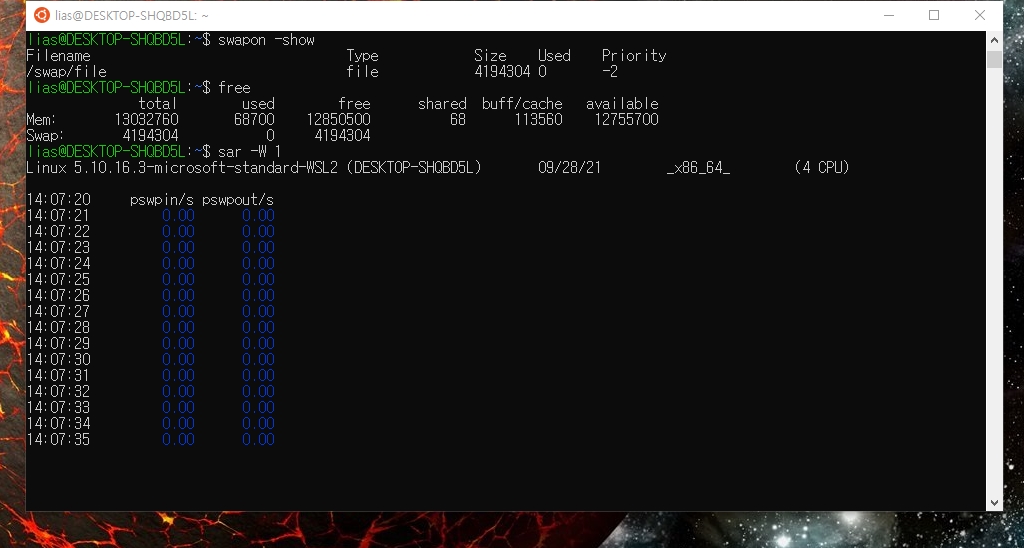 lias@DESKTOP-SHQBD5L: ~
lias@DESKTOP-SHQBD5L:~$ swapon -show
Filename Type Size Used Priority
/swap/file file 4194304 0 -2
lias@DESKTOP-SHQBD5L:~$ free
total used free shared buff/cache available
Mem: 13032760 68700 12850500 68 113560 12755700
Swap: 4194304 0 4194304
lias@DESKTOP-SHQBD5L:~$ sar -W 1
Linux 5.10.16.3-microsoft-standard-WSL2 (DESKTOP-SHQBD5L) 09/28/21 _x86_64_ (4 CPU)
14:07:20 pswpin/s pswpout/s
14:07:21 0.00 0.00
14:07:22 0.00 0.00
14:07:23 0.00 0.00
14:07:24 0.00 0.00
14:07:25 0.00 0.00
14:07:26 0.00 0.00
14:07:27 0.00 0.00
14:07:28 0.00 0.00
14:07:29 0.00 0.00
14:07:30 0.00 0.00
14:07:31 0.00 0.00
14:07:32 0.00 0.00
14:07:33 0.00 0.00
14:07:34 0.00 0.00
14:07:35 0.00 0.00